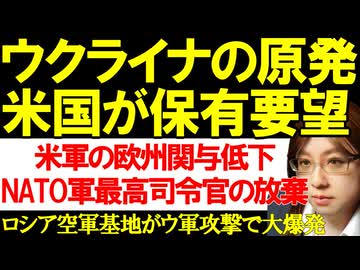 ウクライナの原発
米国が保有要望
米軍の欧州関与低下
NATO軍最高司令官の放棄
ロシア空軍基地がウ軍攻撃で大爆発